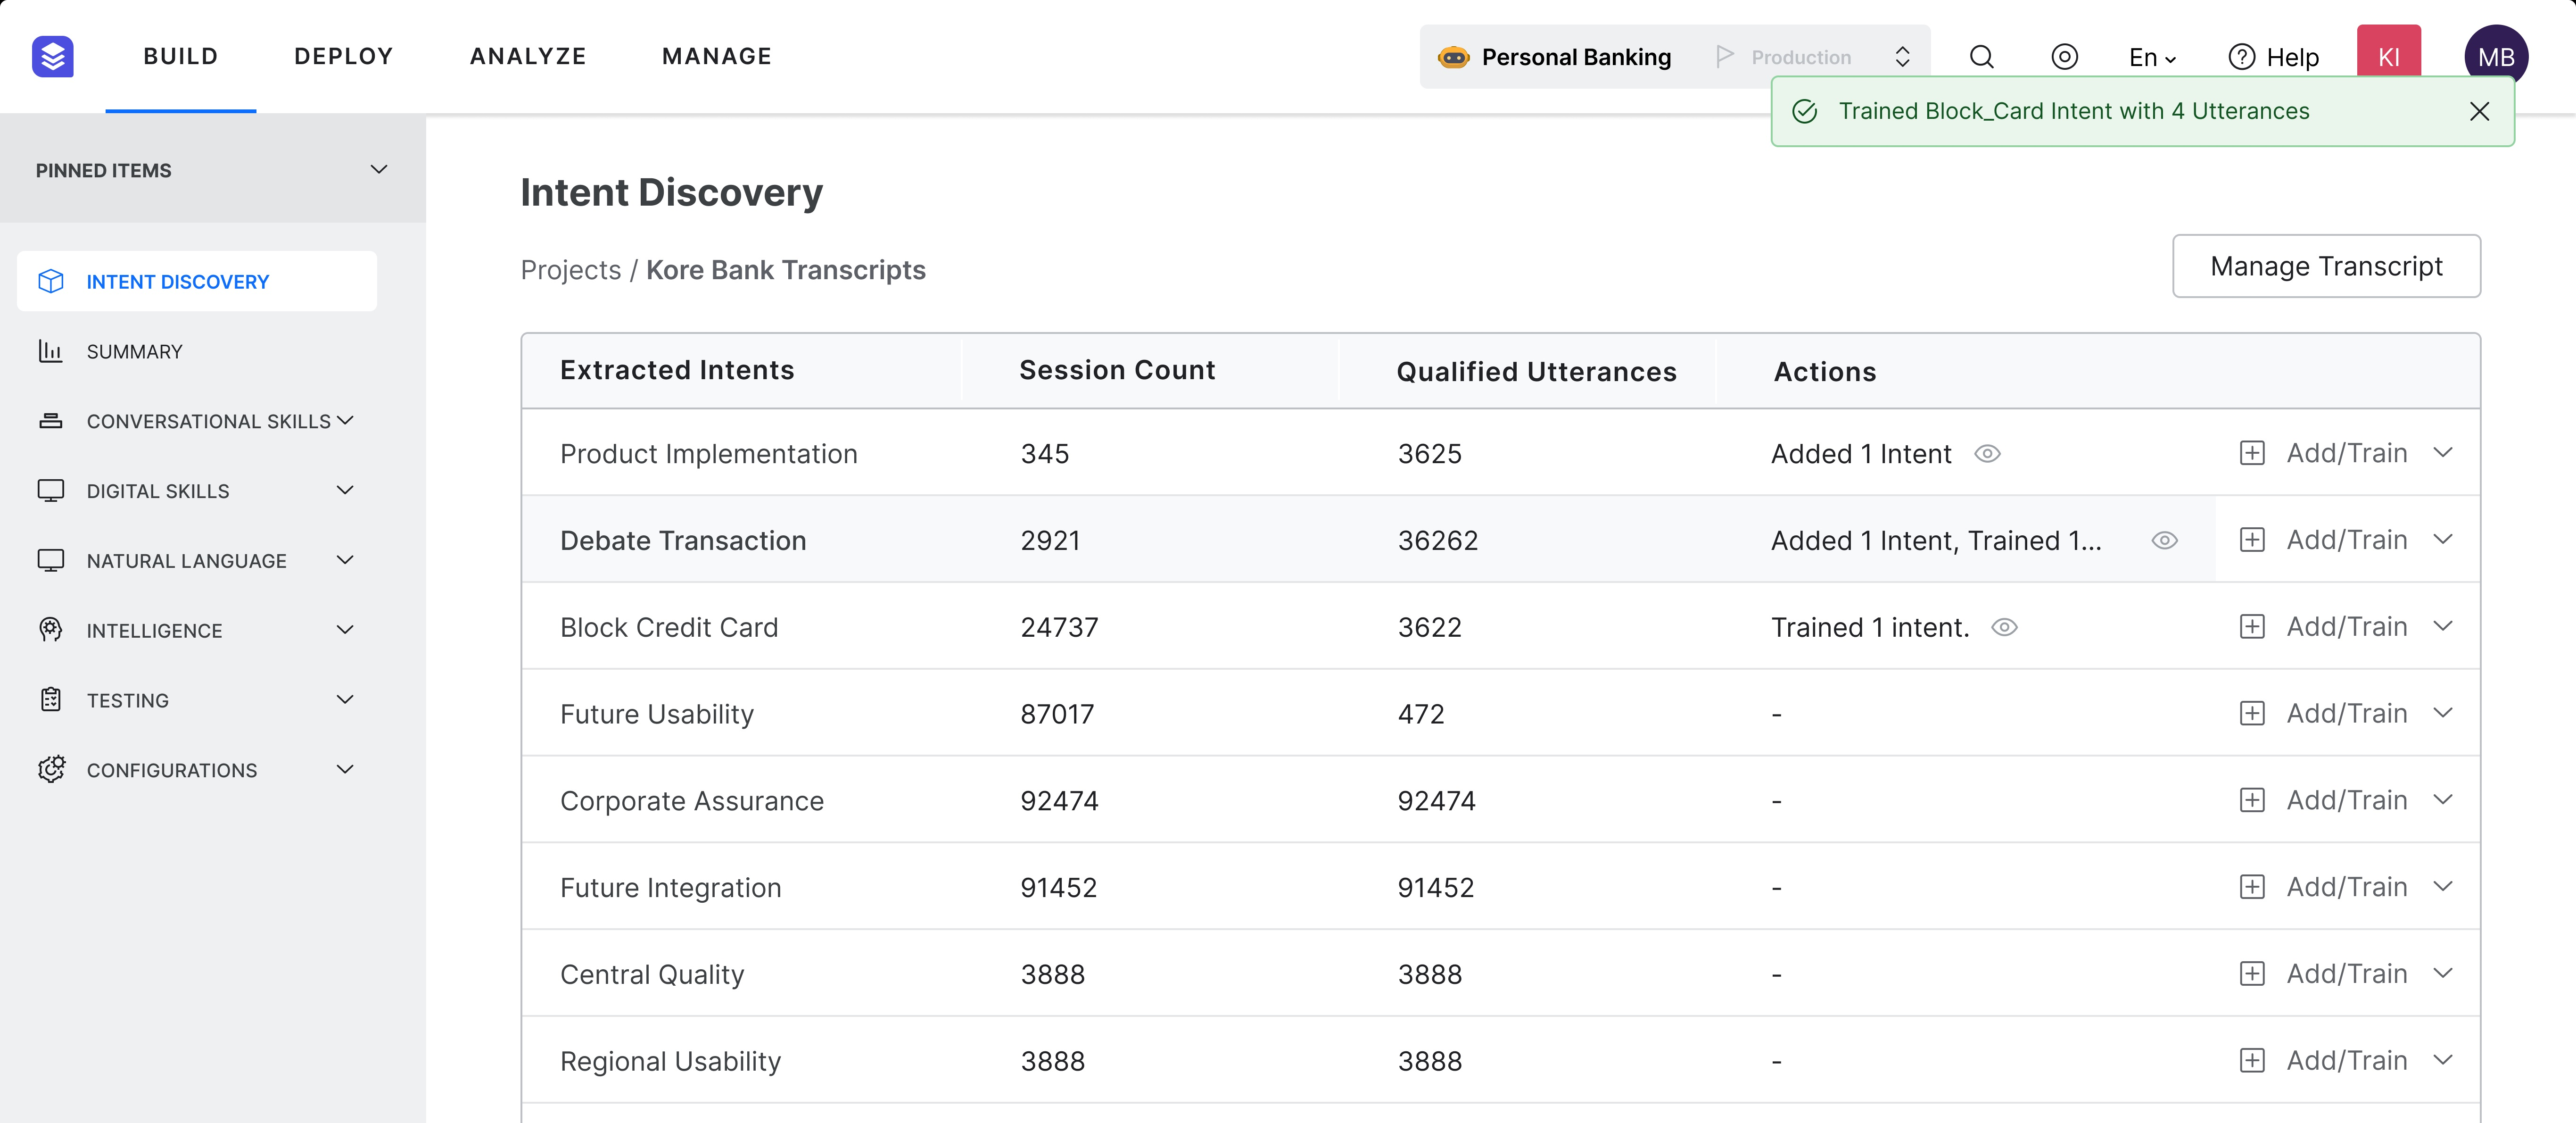 BUILD DEPLOY ANALYZE MANAGE Personal Banking Production En Help KI MB
Trained Block_Card Intent with 4 Utterances
PINNED ITEMS
INTENT DISCOVERY
SUMMARY
CONVERSATIONAL SKILLS
DIGITAL SKILLS
NATURAL LANGUAGE
INTELLIGENCE
TESTING
CONFIGURATIONS
Intent Discovery
Projects / Kore Bank Transcripts
Manage Transcript
Extracted Intents Session Count Qualified Utterances Actions
Product Implementation 345 3625 Added 1 Intent Add/Train
Debate Transaction 2921 36262 Added 1 Intent, Trained 1... Add/Train
Block Credit Card 24737 3622 Trained 1 intent. Add/Train
Future Usability 87017 472 - Add/Train
Corporate Assurance 92474 92474 - Add/Train
Future Integration 91452 91452 - Add/Train
Central Quality 3888 3888 - Add/Train
Regional Usability 3888 3888 - Add/Train